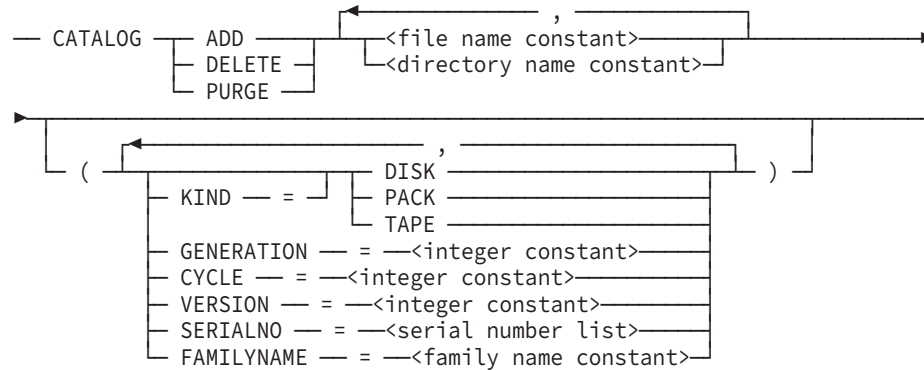 ,
CATALOG ADD <file name constant>
DELETE <directory name constant>
PURGE
,
( DISK )
KIND = PACK
TAPE
GENERATION = <integer constant>
CYCLE = <integer constant>
VERSION = <integer constant>
SERIALNO = <serial number list>
FAMILYNAME = <family name constant>